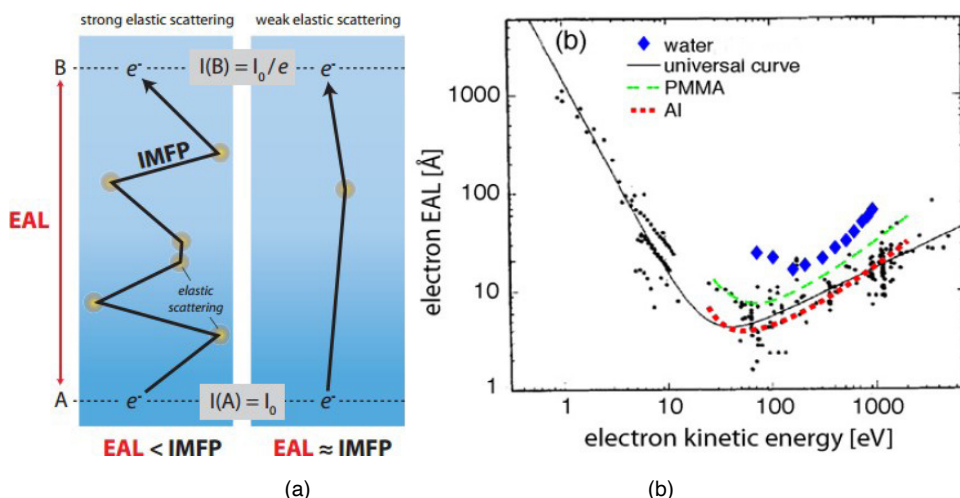 strong elastic scattering
weak elastic scattering
B
e-
I(B) = I0/e
e-
IMFP
EAL
elastic
scattering
A
e-
I(A) = I0
e-
EAL < IMFP
EAL ≈ IMFP
(a)
(b)
water
universal curve
PMMA
Al
electron EAL [Å]
1000
100
10
1
1
10
100
1000
electron kinetic energy [eV]
(b)